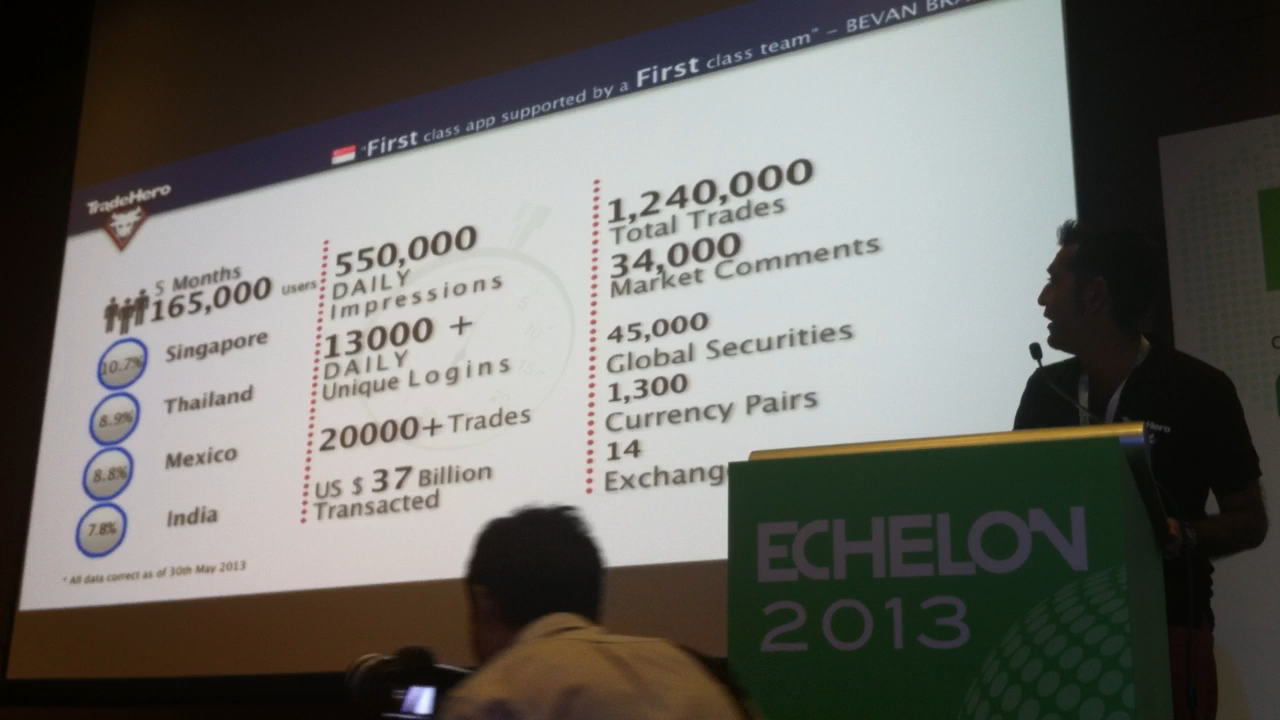 "First class app supported by a First class team" – BEVAN
TradeHero
5 Months
165,000 users
10.7% Singapore
8.9% Thailand
8.8% Mexico
7.8% India
* All data correct as of 30th May 2013
550,000
DAILY
Impressions
13000 +
DAILY
Unique Logins
20000+ Trades
US $ 37 Billion
Transacted
1,240,000
Total Trades
34,000
Market Comments
45,000
Global Securities
1,300
Currency Pairs
14
Exchang
ECHELON
2013
Hero